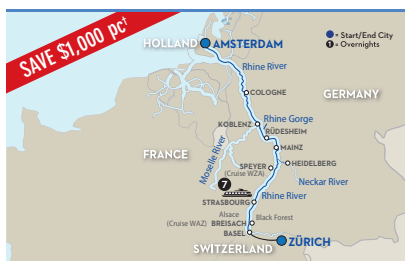 SAVE $1,000 pc†
HOLLAND
AMSTERDAM
= Start/End City
1 = Overnights
Rhine River
COLOGNE
GERMANY
KOBLENZ
Rhine Gorge
RÜDESHEIM
MAINZ
FRANCE
Moselle River
SPEYER
(Cruise WZA)
HEIDELBERG
7
Neckar River
STRASBOURG
Rhine River
Alsace
(Cruise WAZ)
BREISACH
Black Forest
BASEL
ZÜRICH
SWITZERLAND